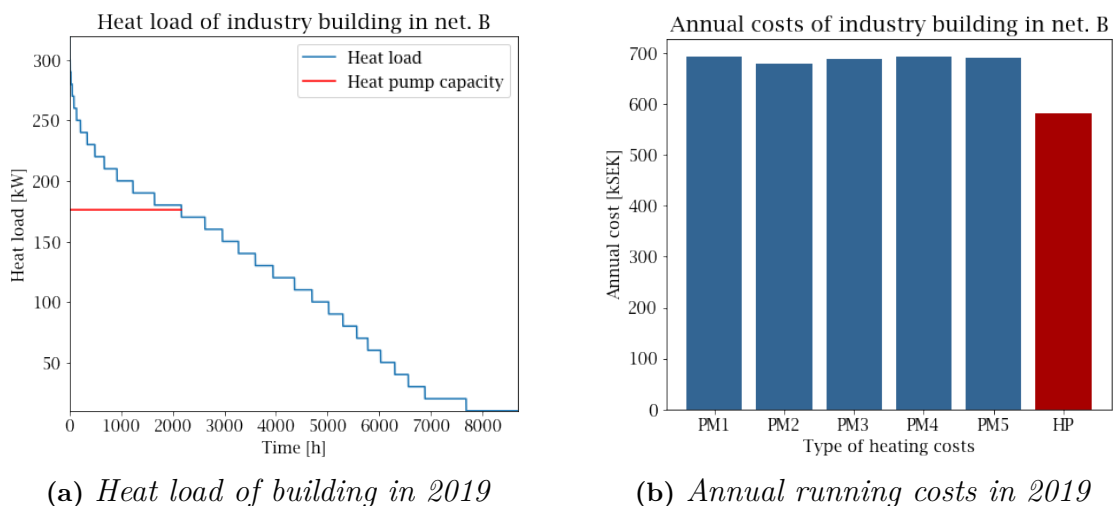 Heat load of industry building in net. B
Heat load
Heat pump capacity
300
250
200
150
100
50
Heat load [kW]
0 1000 2000 3000 4000 5000 6000 7000 8000
Time [h]
(a) Heat load of building in 2019
Annual costs of industry building in net. B
700
600
500
400
300
200
100
0
Annual cost [kSEK]
PM1 PM2 PM3 PM4 PM5 HP
Type of heating costs
(b) Annual running costs in 2019